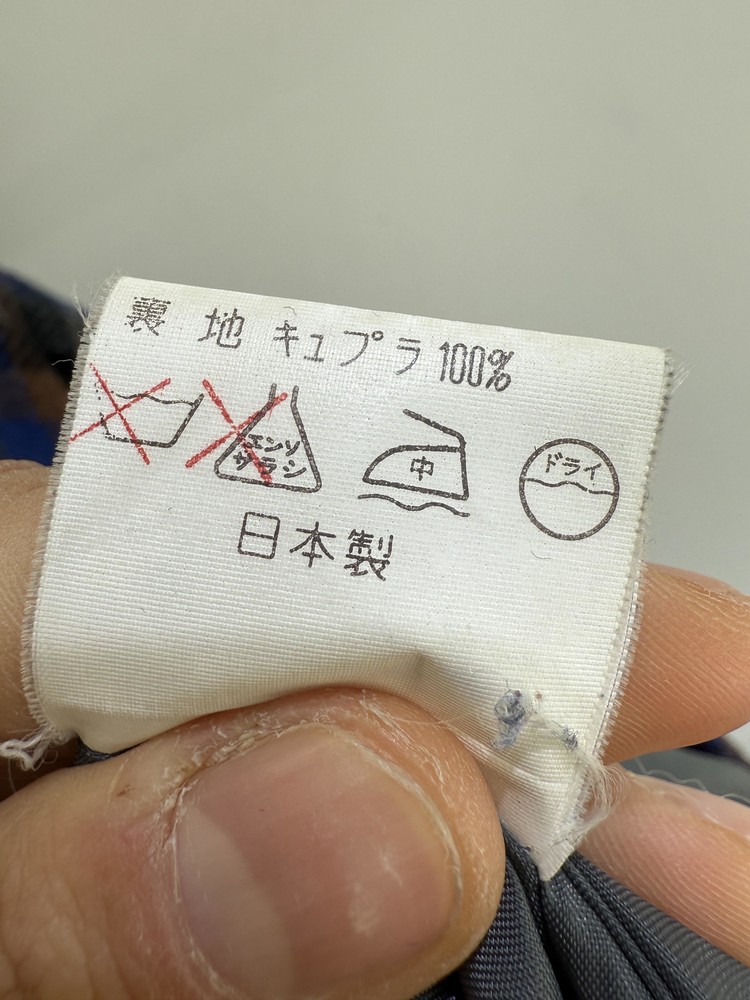 裏地 キュプラ 100%
エンソ
サラシ
中
ドライ
日本製